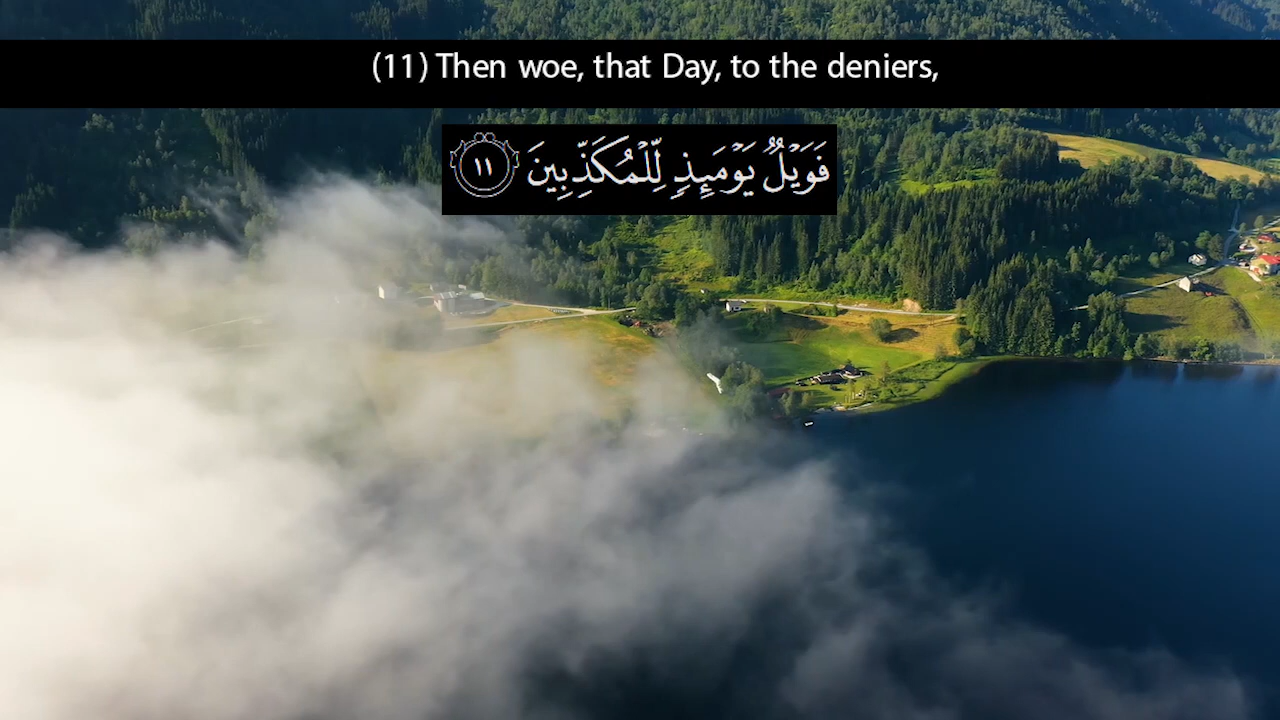 (11) Then woe, that Day, to the deniers,
فَوَيْلٌ يَوْمَئِذٍ لِّلْمُكَذِّبِينَ ١١